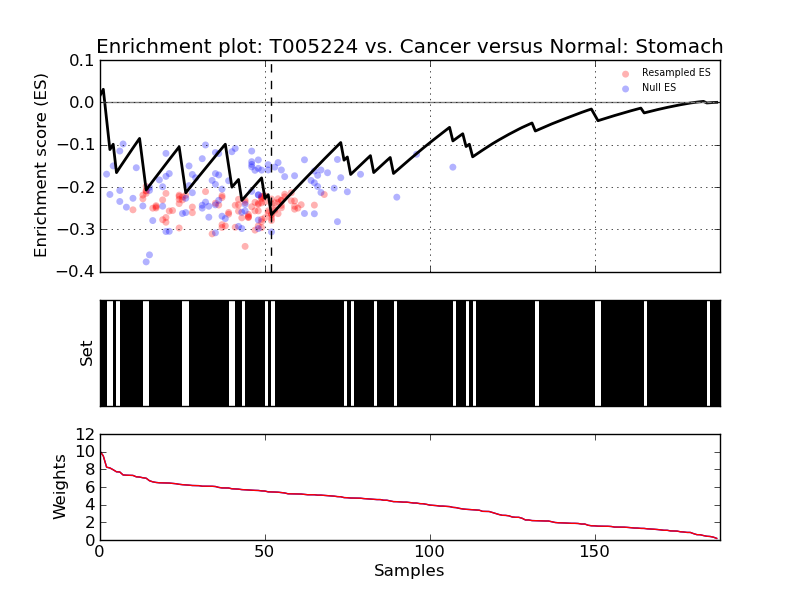 Enrichment plot: T005224 vs. Cancer versus Normal: Stomach
Enrichment score (ES)
0.1
0.0
−0.1
−0.2
−0.3
−0.4
Resampled ES
Null ES
Set
Weights
12
10
8
6
4
2
0
0 50 100 150
Samples